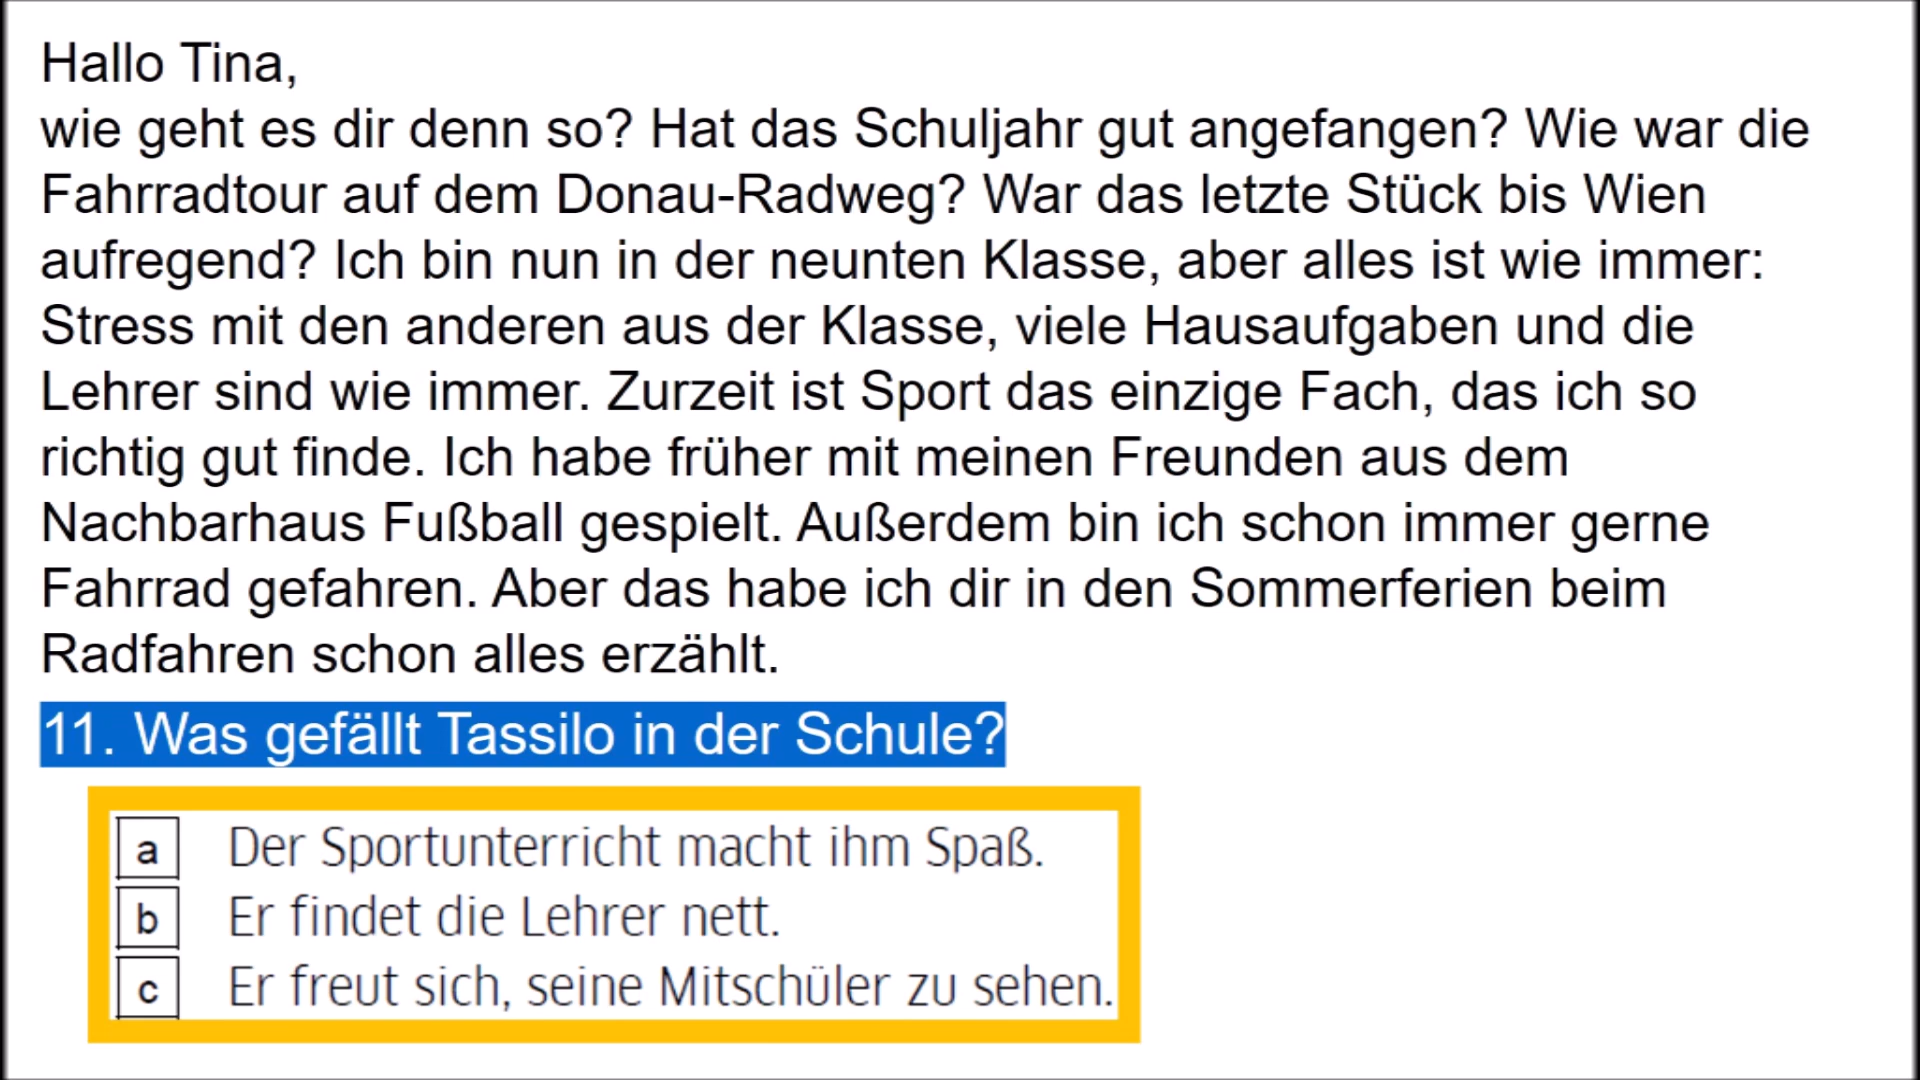 Hallo Tina,
wie geht es dir denn so? Hat das Schuljahr gut angefangen? Wie war die
Fahrradtour auf dem Donau-Radweg? War das letzte Stück bis Wien
aufregend? Ich bin nun in der neunten Klasse, aber alles ist wie immer:
Stress mit den anderen aus der Klasse, viele Hausaufgaben und die
Lehrer sind wie immer. Zurzeit ist Sport das einzige Fach, das ich so
richtig gut finde. Ich habe früher mit meinen Freunden aus dem
Nachbarhaus Fußball gespielt. Außerdem bin ich schon immer gerne
Fahrrad gefahren. Aber das habe ich dir in den Sommerferien beim
Radfahren schon alles erzählt.
11. Was gefällt Tassilo in der Schule?
a Der Sportunterricht macht ihm Spaß.
b Er findet die Lehrer nett.
c Er freut sich, seine Mitschüler zu sehen.